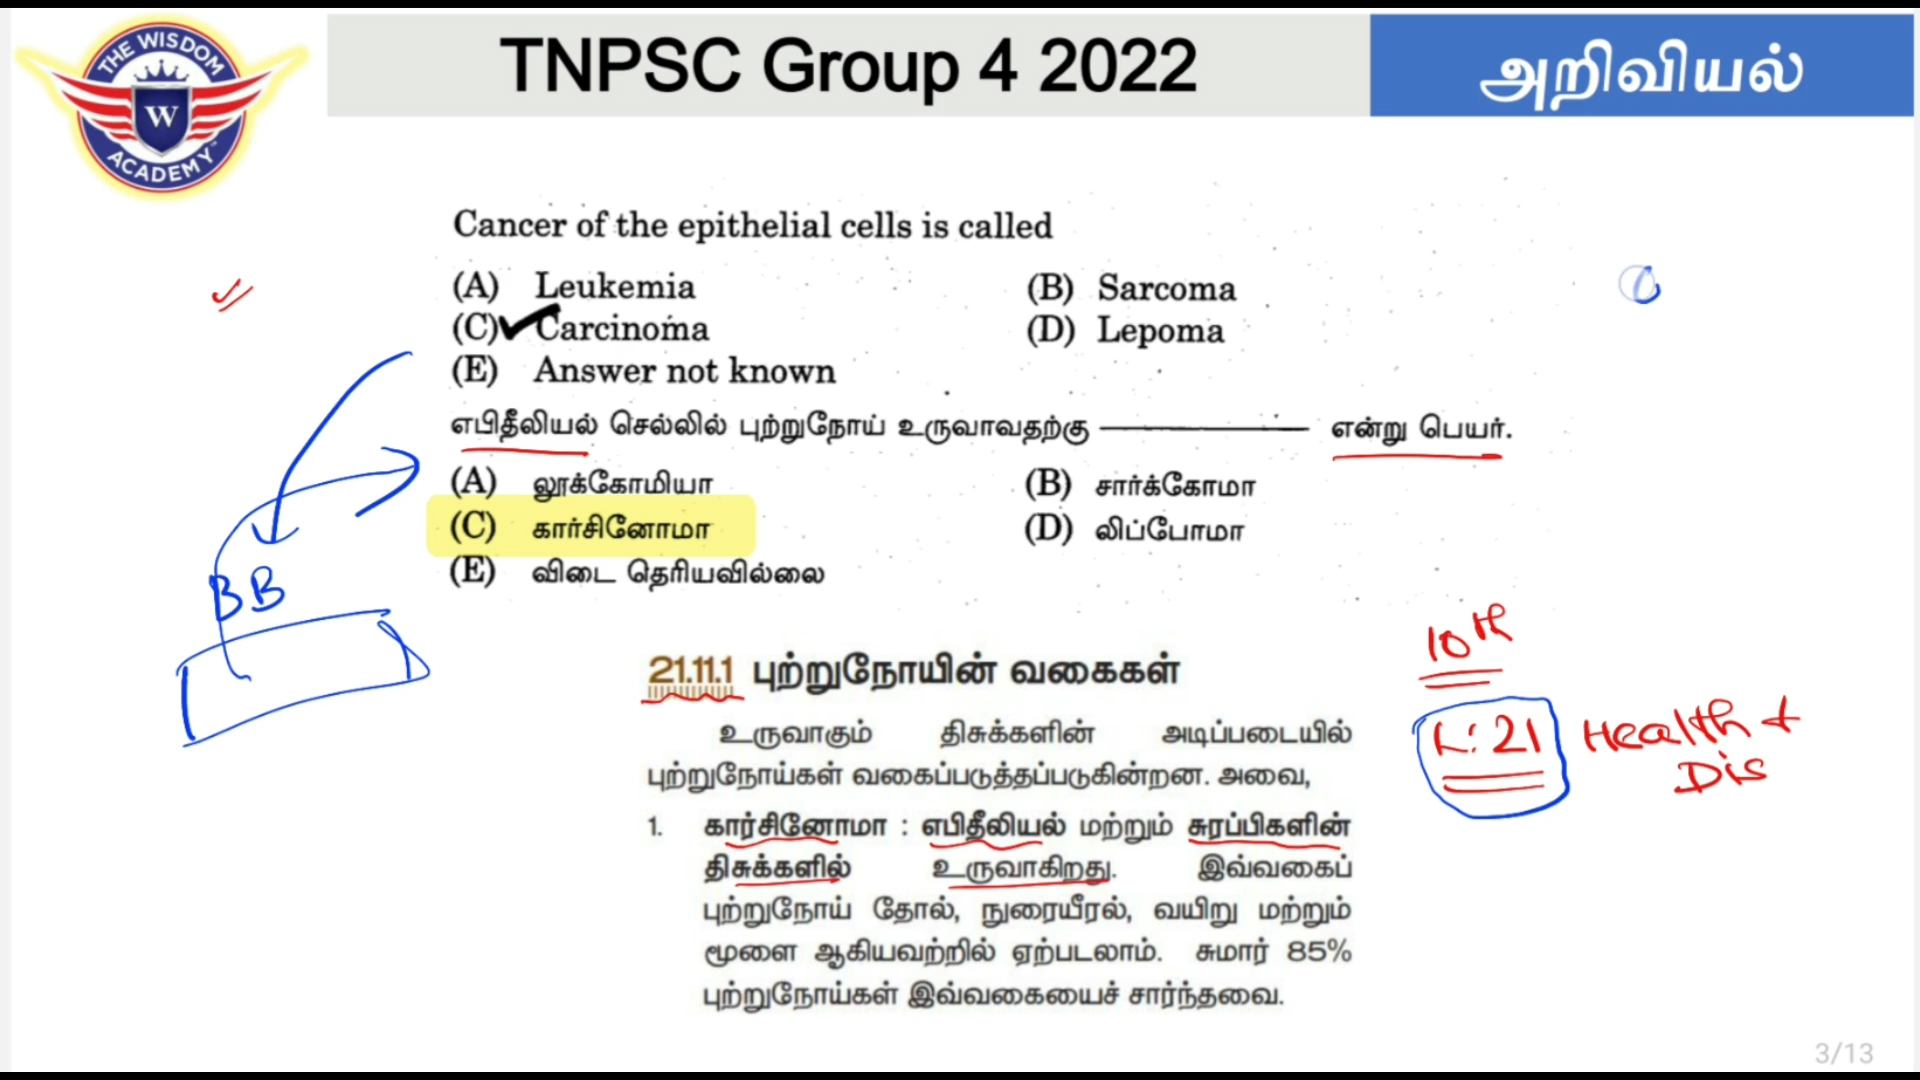 THE WISDOM
W
ACADEMY
TNPSC Group 4 2022
அறிவியல்
Cancer of the epithelial cells is called
(A) Leukemia (B) Sarcoma
(C) Carcinoma (D) Lepoma
(E) Answer not known
எபிதீலியல் செல்லில் புற்றுநோய் உருவாவதற்கு ———— என்று பெயர்.
(A) லூக்கோமியா (B) சார்க்கோமா
(C) கார்சினோமா (D) லிப்போமா
(E) விடை தெரியவில்லை
BB
21.11.1 புற்றுநோயின் வகைகள்
10th
உருவாகும் திசுக்களின் அடிப்படையில்
புற்றுநோய்கள் வகைப்படுத்தப்படுகின்றன. அவை,
L: 21 Health +
Dis
1. கார்சினோமா : எபிதீலியல் மற்றும் சுரப்பிகளின்
திசுக்களில் உருவாகிறது. இவ்வகைப்
புற்றுநோய் தோல், நுரையீரல், வயிறு மற்றும்
மூளை ஆகியவற்றில் ஏற்படலாம். சுமார் 85%
புற்றுநோய்கள் இவ்வகையைச் சார்ந்தவை.
3/13